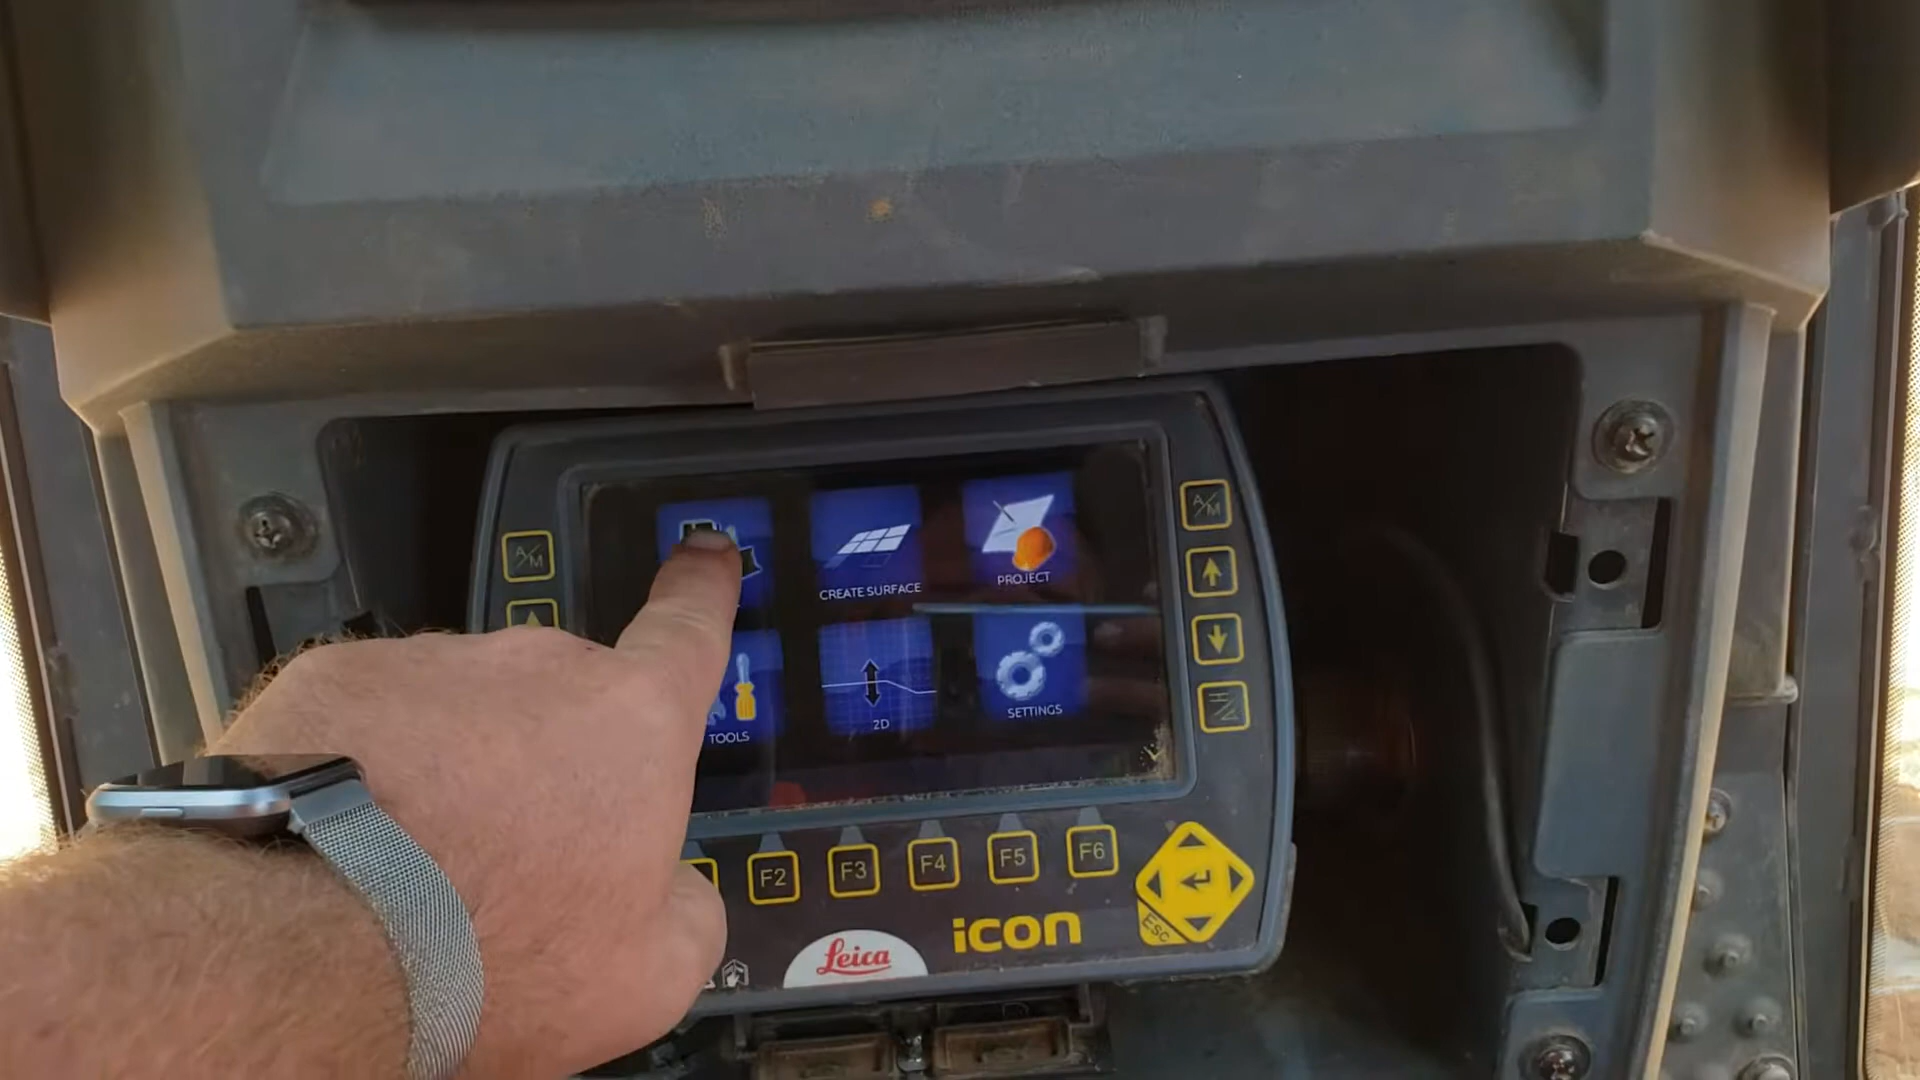 A/M
A/M
CREATE SURFACE
PROJECT
TOOLS
2D
SETTINGS
F2
F3
F4
F5
F6
Esc
Leica
icon